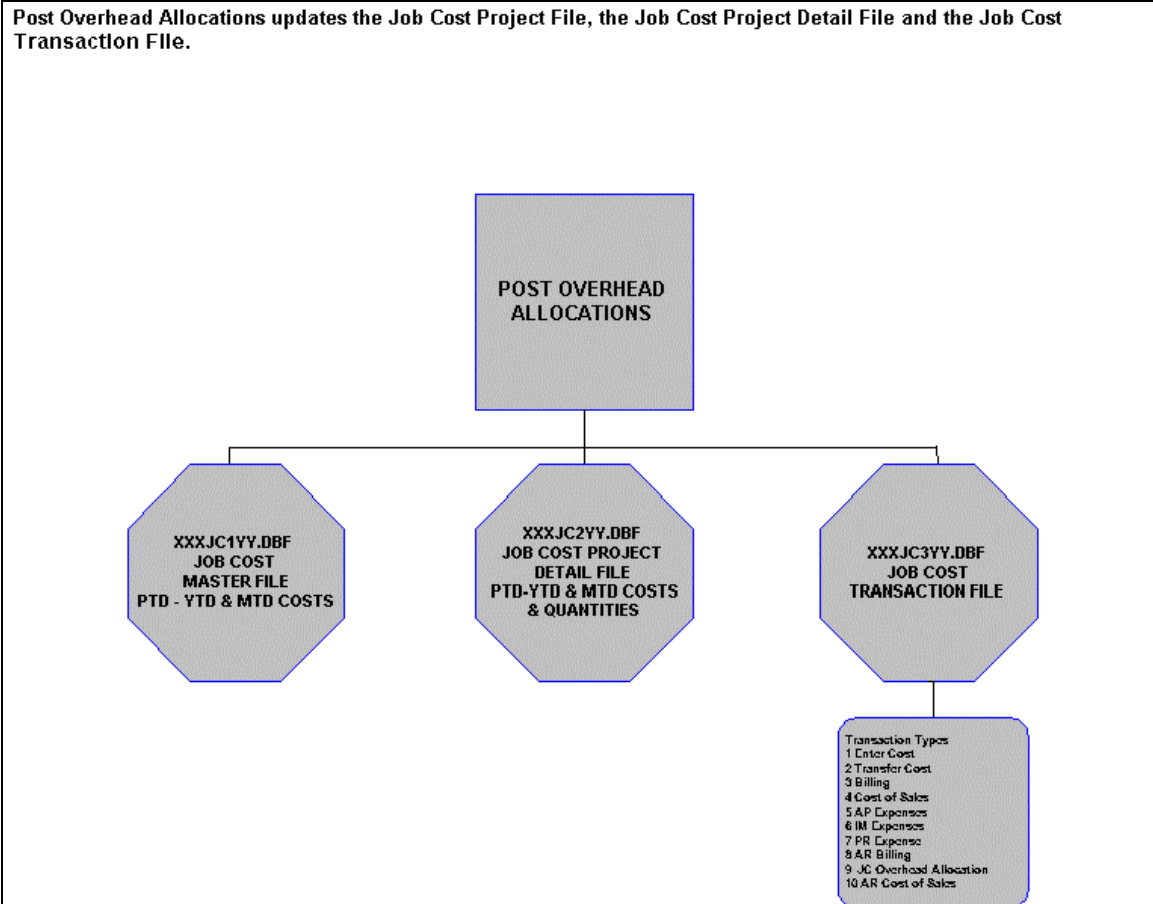 Post Overhead Allocations updates the Job Cost Project File, the Job Cost Project Detail File and the Job Cost
Transaction File.
POST OVERHEAD
ALLOCATIONS
XXXJC1YY.DBF
JOB COST
MASTER FILE
PTD - YTD & MTD COSTS
XXXJC2YY.DBF
JOB COST PROJECT
DETAIL FILE
PTD-YTD & MTD COSTS
& QUANTITIES
XXXJC3YY.DBF
JOB COST
TRANSACTION FILE
Transaction Types
1 Enter Cost
2 Transfer Cost
3 Billing
4 Cost of Sales
5 AP Expenses
6 IM Expenses
7 PR Expense
8 AR Billing
9 JC Overhead Allocation
10 AR Cost of Sales